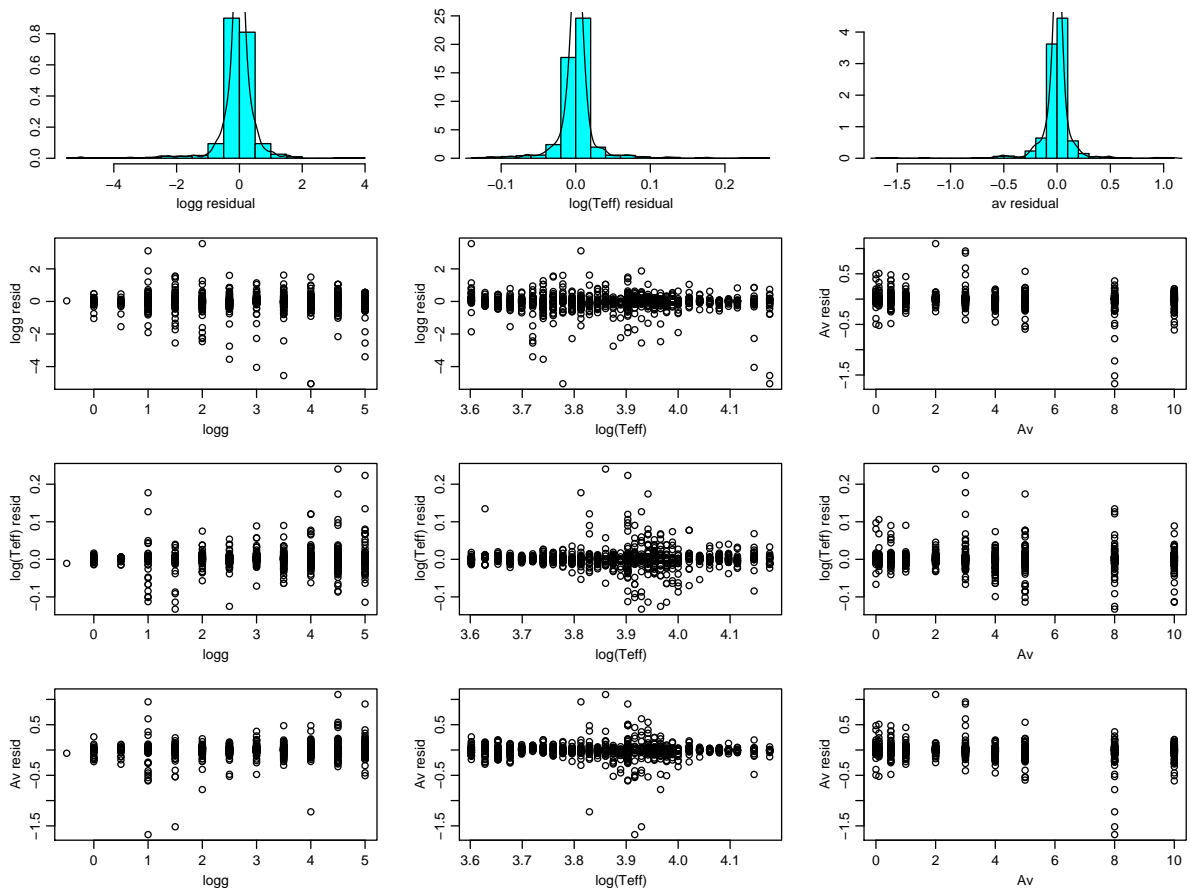 0.0 0.2 0.4 0.6 0.8
−4 −2 0 2 4
logg residual
0 5 10 15 20 25
−0.1 0.0 0.1 0.2
log(Teff) residual
0 1 2 3 4
−1.5 −1.0 −0.5 0.0 0.5 1.0
av residual
logg resid
−4 −2 0 2
0 1 2 3 4 5
logg
logg resid
−4 −2 0 2
3.6 3.7 3.8 3.9 4.0 4.1
log(Teff)
Av resid
−1.5 −0.5 0.5
0 2 4 6 8 10
Av
log(Teff) resid
−0.1 0.0 0.1 0.2
0 1 2 3 4 5
logg
log(Teff) resid
−0.1 0.0 0.1 0.2
3.6 3.7 3.8 3.9 4.0 4.1
log(Teff)
log(Teff) resid
−0.1 0.0 0.1 0.2
0 2 4 6 8 10
Av
Av resid
−1.5 −0.5 0.5
0 1 2 3 4 5
logg
Av resid
−1.5 −0.5 0.5
3.6 3.7 3.8 3.9 4.0 4.1
log(Teff)
Av resid
−1.5 −0.5 0.5
0 2 4 6 8 10
Av